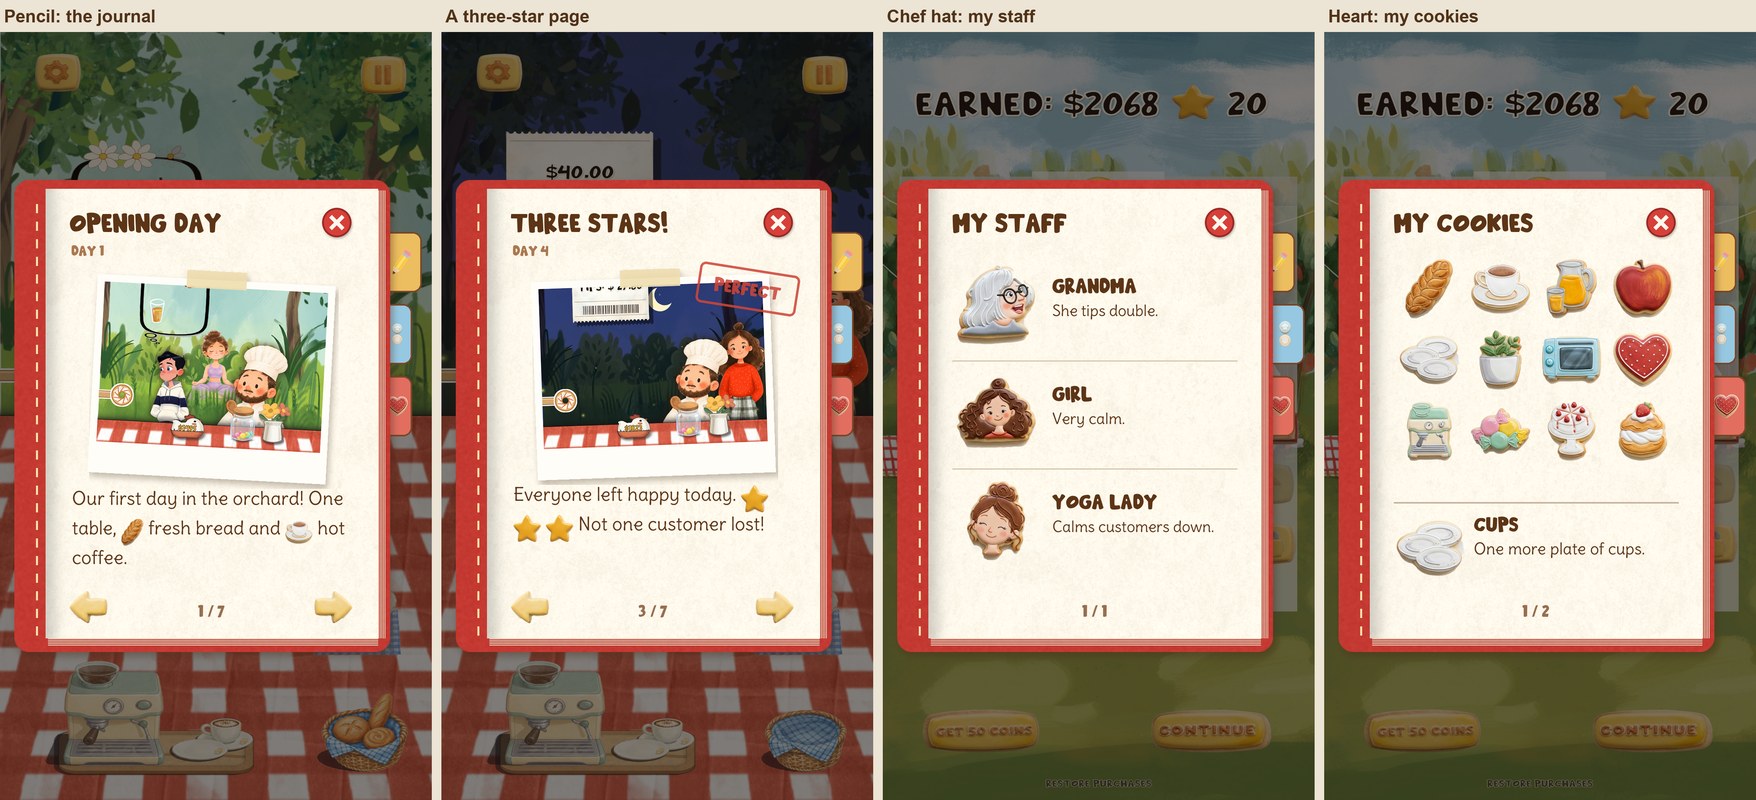 Pencil: the journal
OPENING DAY
DAY 1
Our first day in the orchard! One
table, fresh bread and hot
coffee.
1/7
A three-star page
$40.00
THREE STARS!
DAY 4
PERFECT
Everyone left happy today.
Not one customer lost!
3/7
Chef hat: my staff
EARNED: $2068 20
MY STAFF
GRANDMA
She tips double.
GIRL
Very calm.
YOGA LADY
Calms customers down.
1/1
GET 50 COINS
CONTINUE
RESTORE PURCHASES
Heart: my cookies
EARNED: $2068 20
MY COOKIES
CUPS
One more plate of cups.
1/2
GET 50 COINS
CONTINUE
RESTORE PURCHASES